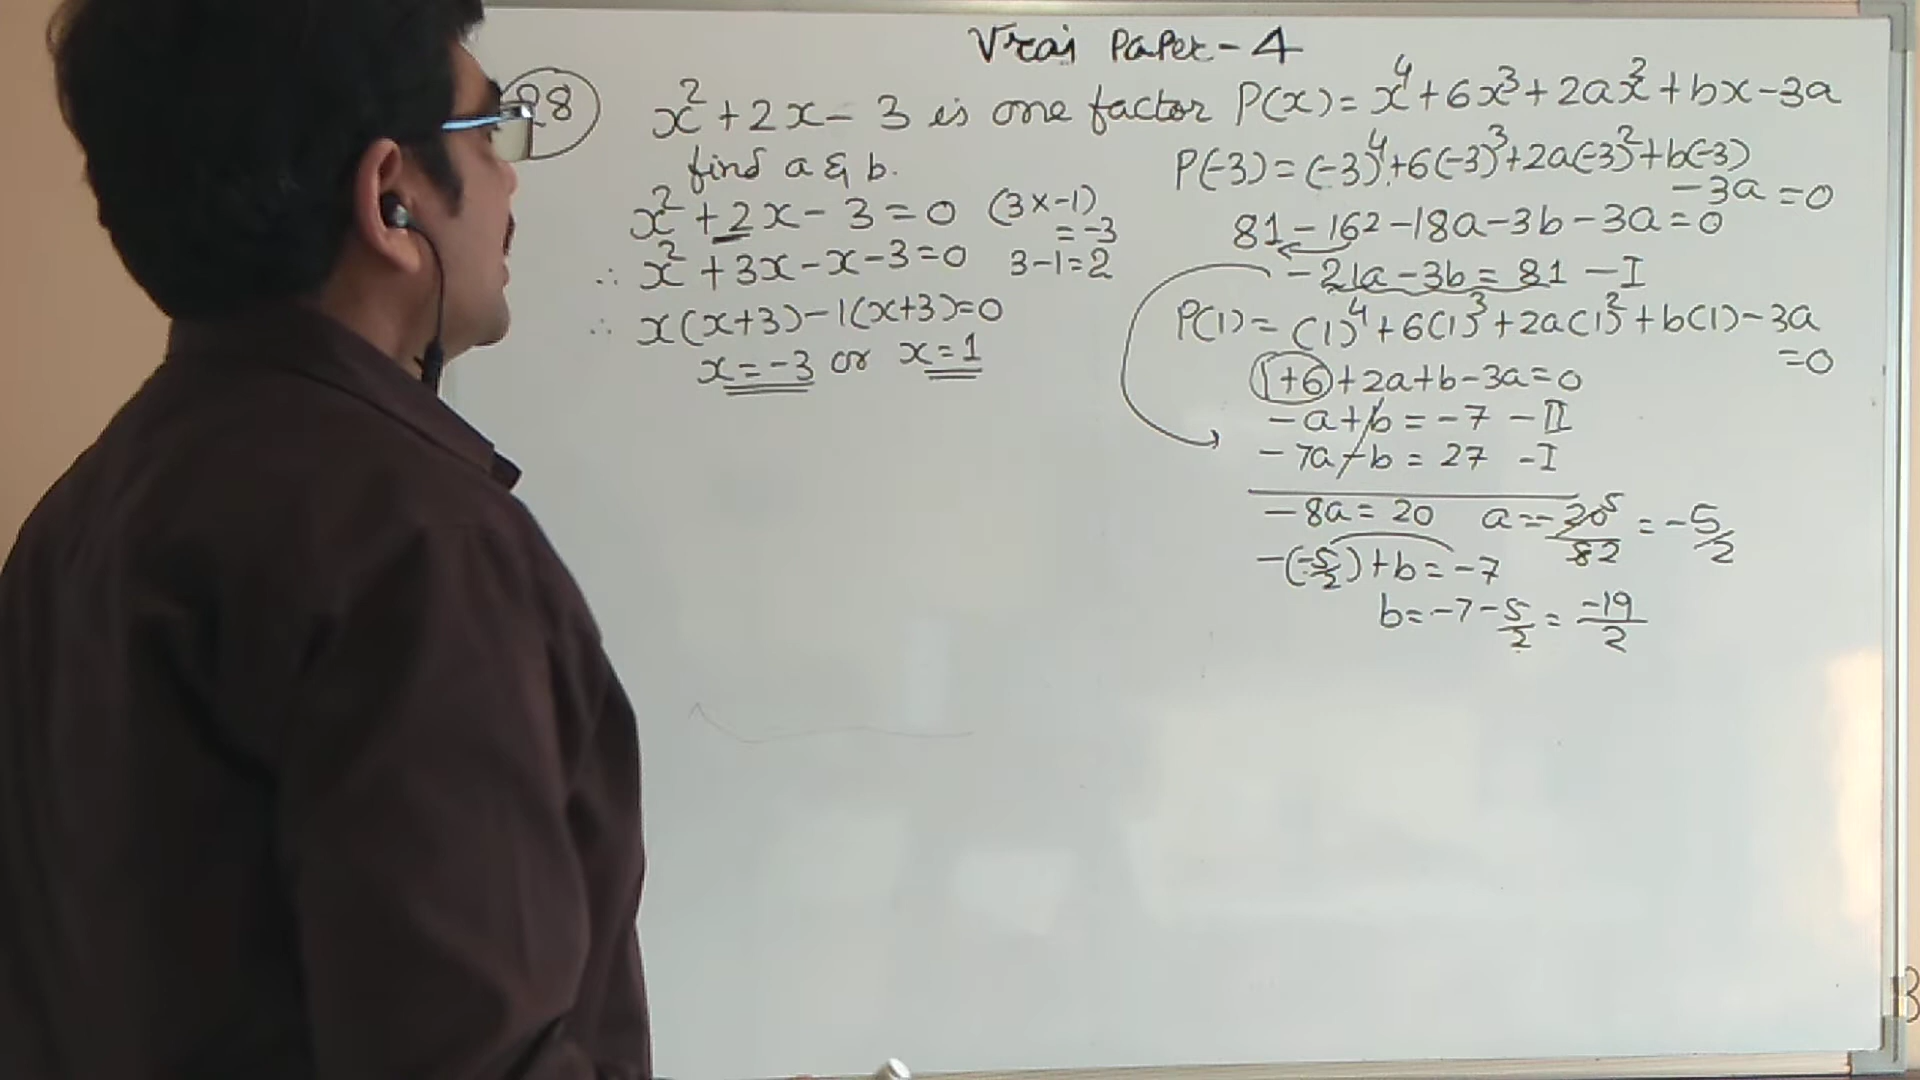 Vraj Paper-4
28
x²+2x-3 is one factor P(x)=x⁴+6x³+2ax²+bx-3a
find a & b.
x²+2x-3=0 (3x-1)
=-3
∴ x²+3x-x-3=0 3-1=2
∴ x(x+3)-1(x+3)=0
x=-3 or x=1
P(-3)=(-3)⁴+6(-3)³+2a(-3)²+b(-3)
-3a=0
81-162-18a-3b-3a=0
-21a-3b=81 -I
P(1)=(1)⁴+6(1)³+2a(1)²+b(1)-3a
=0
1+6+2a+b-3a=0
-a+b=-7 -II
-7a-b=27 -I
-8a=20 a=-20/8 5/2=-5/2
-(-5/2)+b=-7
b=-7-5/2=-19/2